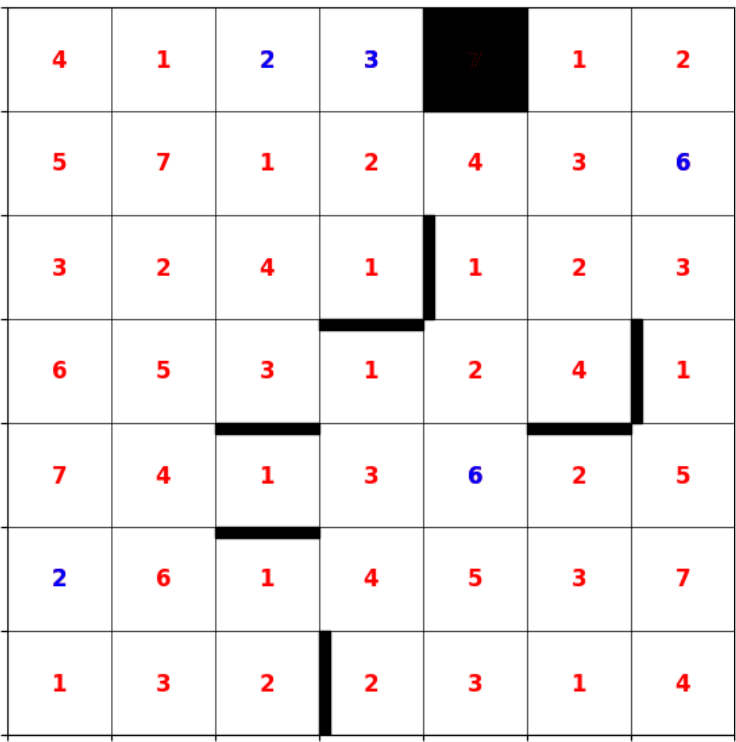 4 1 2 3 1 2
5 7 1 2 4 3 6
3 2 4 1 1 2 3
6 5 3 1 2 4 1
7 4 1 3 6 2 5
2 6 1 4 5 3 7
1 3 2 2 3 1 4